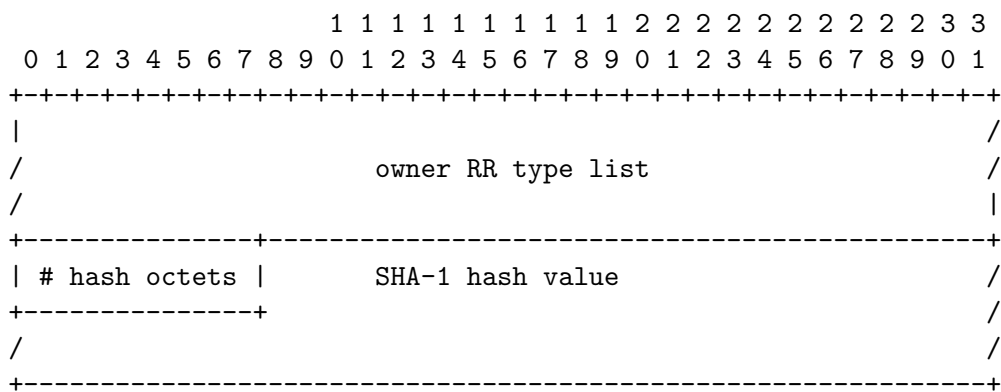 1 1 1 1 1 1 1 1 1 1 2 2 2 2 2 2 2 2 2 2 3 3
0 1 2 3 4 5 6 7 8 9 0 1 2 3 4 5 6 7 8 9 0 1 2 3 4 5 6 7 8 9 0 1
+-+-+-+-+-+-+-+-+-+-+-+-+-+-+-+-+-+-+-+-+-+-+-+-+-+-+-+-+-+-+-+-+
| /
/ owner RR type list /
/ |
+---------------+-----------------------------------------------+
| # hash octets | SHA-1 hash value /
+---------------+ /
/ /
+---------------------------------------------------------------+